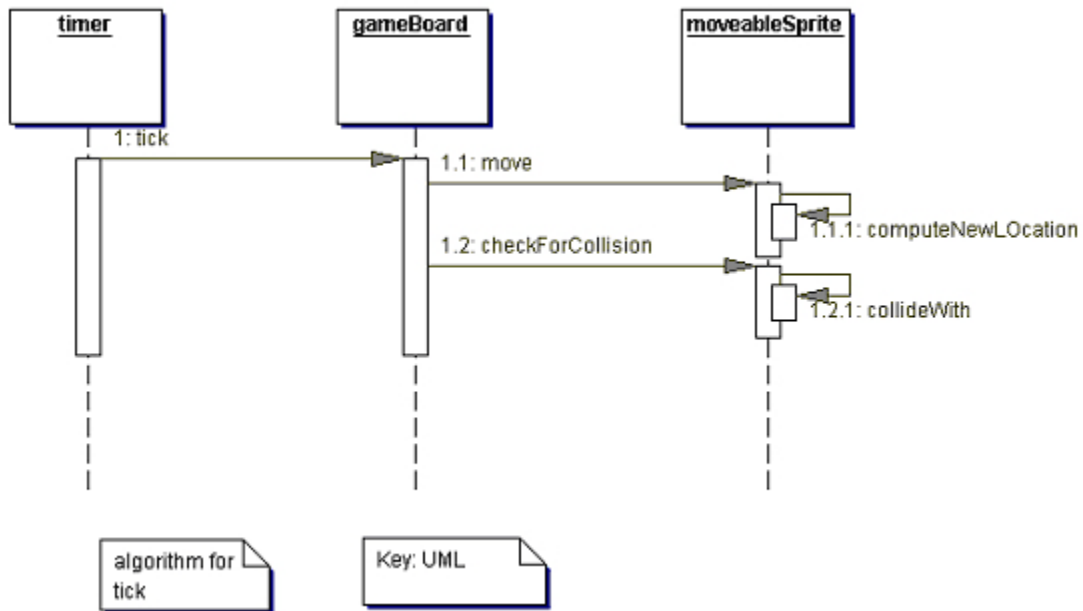 timer
gameBoard
moveableSprite
1: tick
1.1: move
1.1.1: computeNewLOcation
1.2: checkForCollision
1.2.1: collideWith
algorithm for
tick
Key: UML